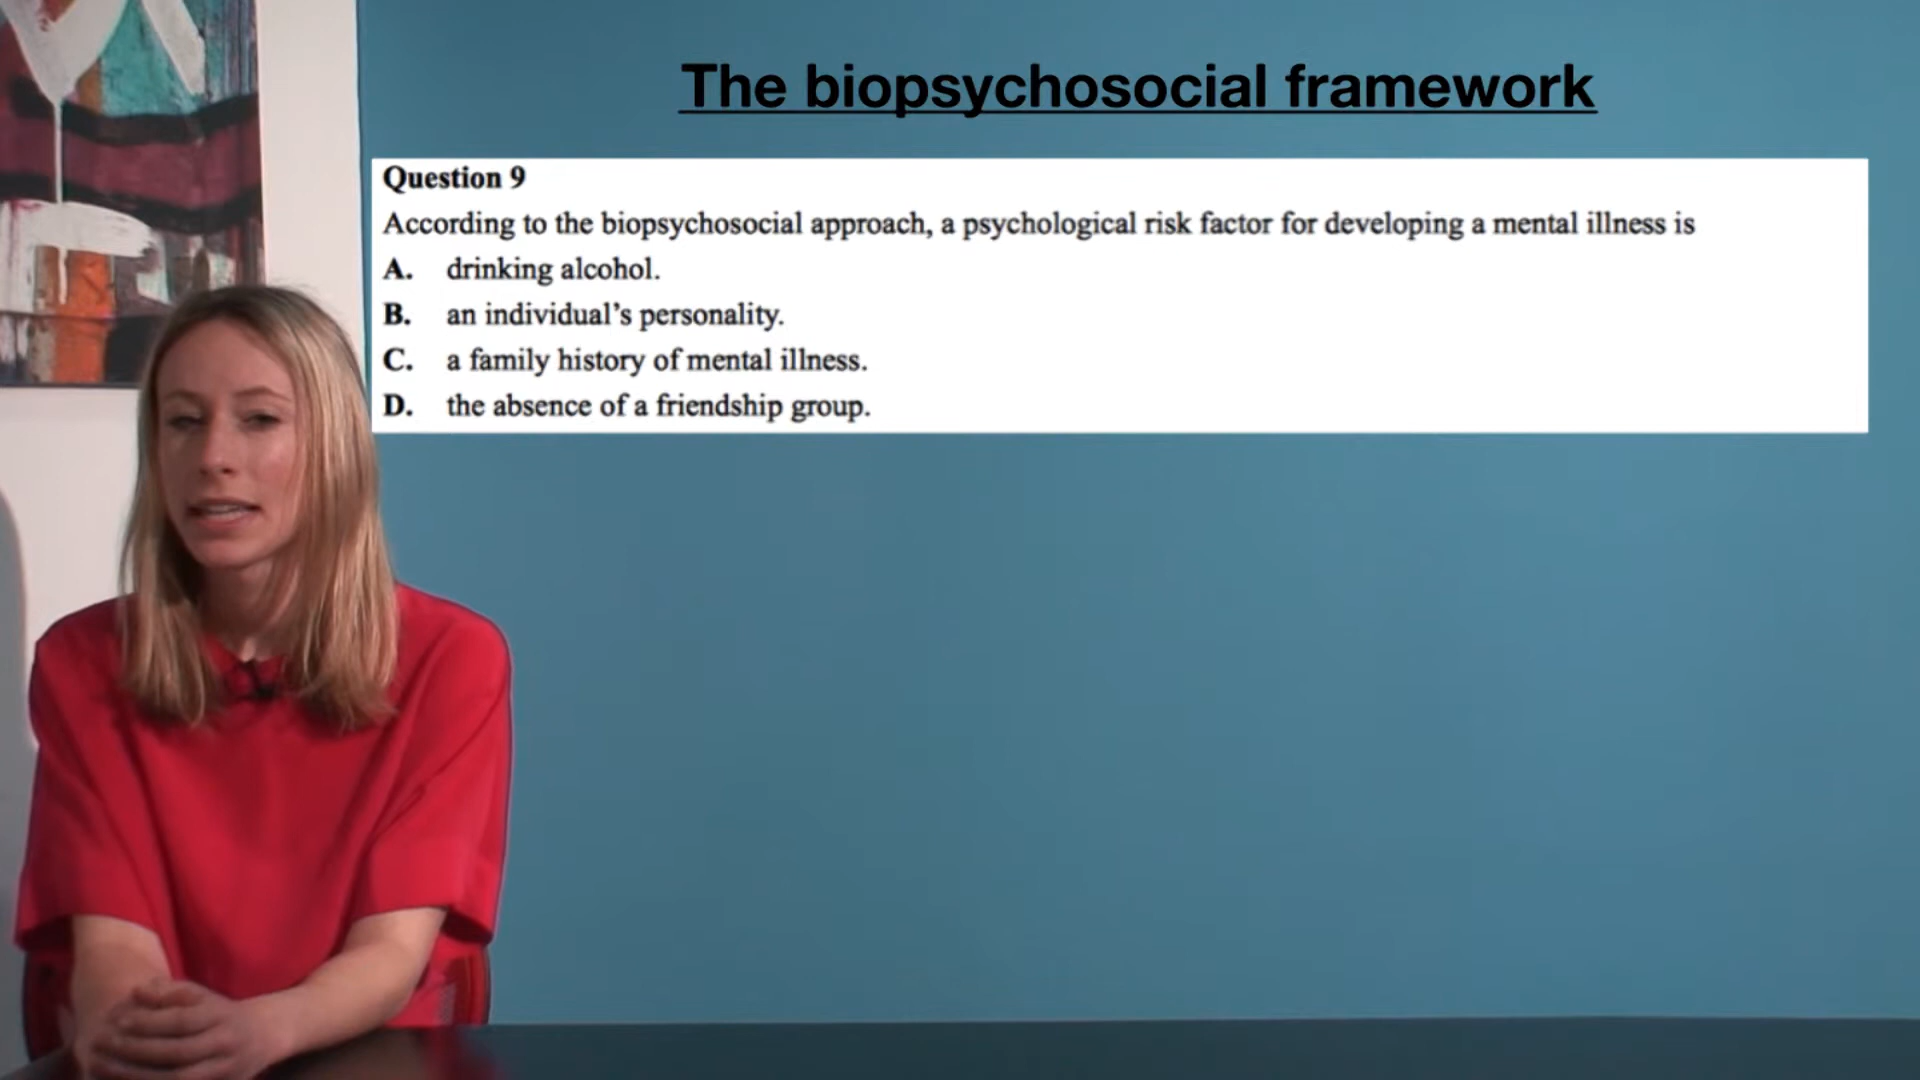 The biopsychosocial framework
Question 9
According to the biopsychosocial approach, a psychological risk factor for developing a mental illness is
A. drinking alcohol.
B. an individual's personality.
C. a family history of mental illness.
D. the absence of a friendship group.